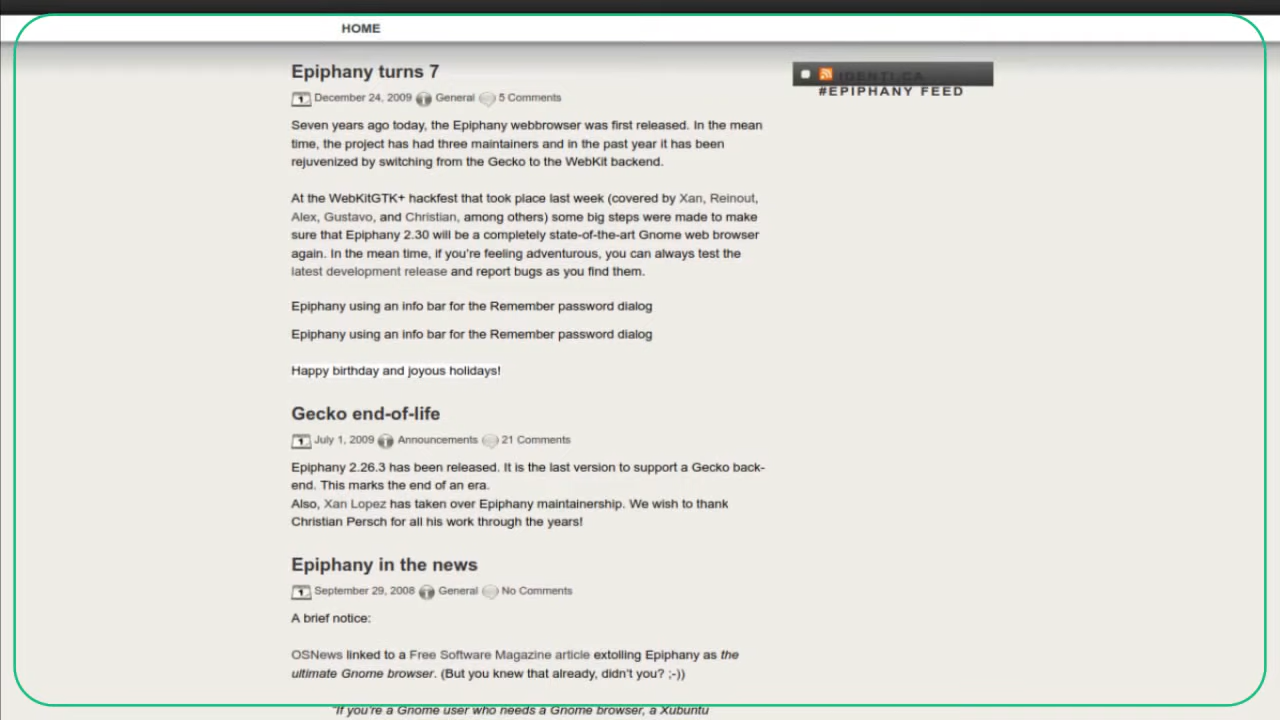 HOME
Epiphany turns 7
December 24, 2009 General 5 Comments
Seven years ago today, the Epiphany webbrowser was first released. In the mean
time, the project has had three maintainers and in the past year it has been
rejuvenized by switching from the Gecko to the WebKit backend.
At the WebKitGTK+ hackfest that took place last week (covered by Xan, Reinout,
Alex, Gustavo, and Christian, among others) some big steps were made to make
sure that Epiphany 2.30 will be a completely state-of-the-art Gnome web browser
again. In the mean time, if you're feeling adventurous, you can always test the
latest development release and report bugs as you find them.
Epiphany using an info bar for the Remember password dialog
Epiphany using an info bar for the Remember password dialog
Happy birthday and joyous holidays!
Gecko end-of-life
July 1, 2009 Announcements 21 Comments
Epiphany 2.26.3 has been released. It is the last version to support a Gecko back-
end. This marks the end of an era.
Also, Xan Lopez has taken over Epiphany maintainership. We wish to thank
Christian Persch for all his work through the years!
Epiphany in the news
September 29, 2008 General No Comments
A brief notice:
OSNews linked to a Free Software Magazine article extolling Epiphany as the
ultimate Gnome browser. (But you knew that already, didn't you? ;-))
"If you're a Gnome user who needs a Gnome browser, a Xubuntu
IDENTI.CA
#EPIPHANY FEED